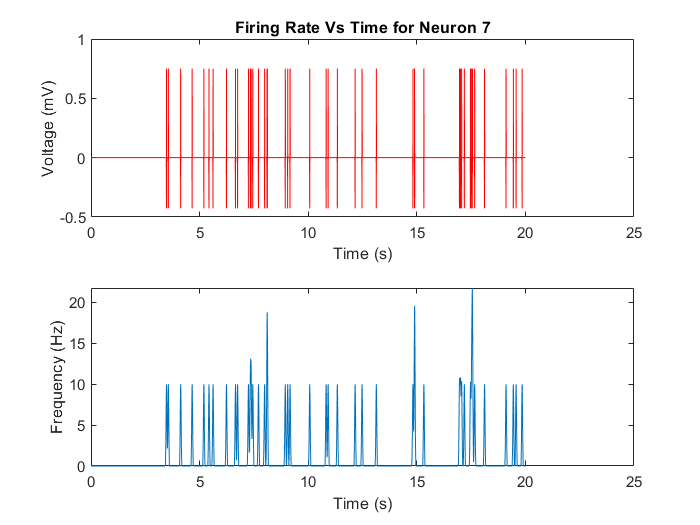 Firing Rate Vs Time for Neuron 7
Voltage (mV)
1
0.5
0
-0.5
0 5 10 15 20 25
Time (s)
Frequency (Hz)
20
15
10
5
0
0 5 10 15 20 25
Time (s)